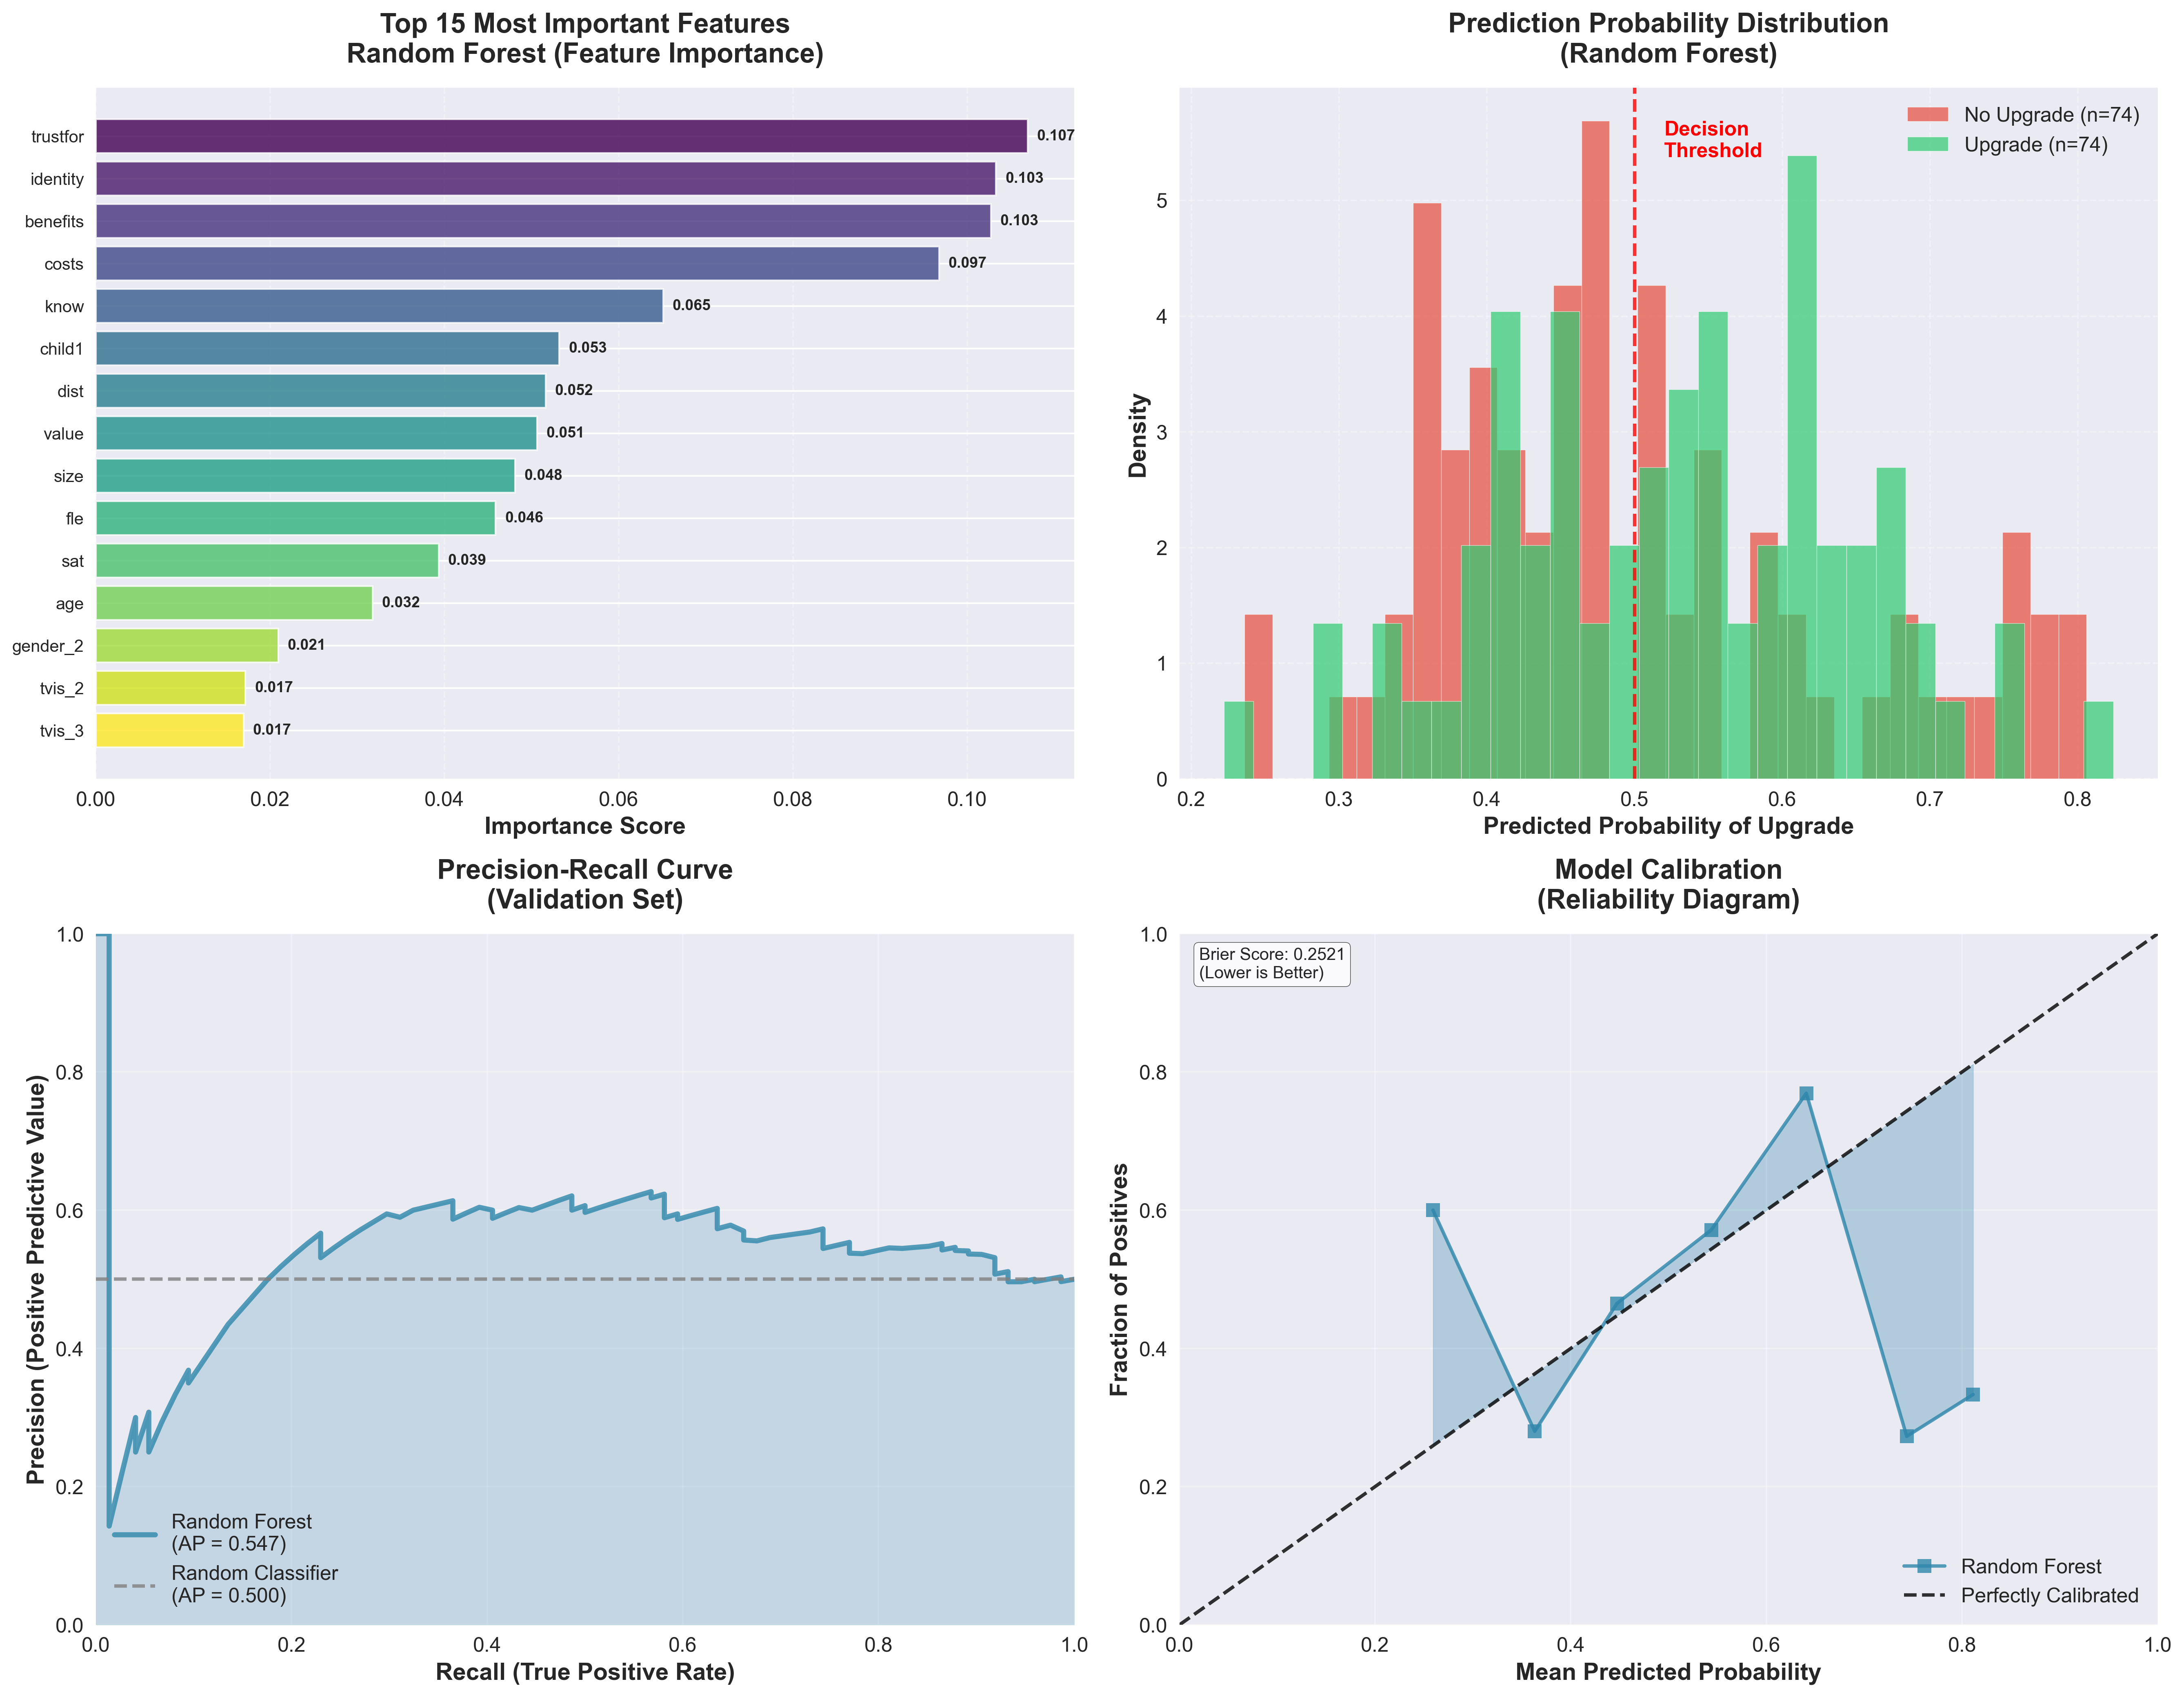 Top 15 Most Important Features
Random Forest (Feature Importance)
trustfor
0.107
identity
0.103
benefits
0.103
costs
0.097
know
0.065
child1
0.053
dist
0.052
value
0.051
size
0.048
fle
0.046
sat
0.039
age
0.032
gender_2
0.021
tvis_2
0.017
tvis_3
0.017
0.00 0.02 0.04 0.06 0.08 0.10
Importance Score
Prediction Probability Distribution
(Random Forest)
Decision
Threshold
No Upgrade (n=74)
Upgrade (n=74)
Density
5
4
3
2
1
0
0.2 0.3 0.4 0.5 0.6 0.7 0.8
Predicted Probability of Upgrade
Precision-Recall Curve
(Validation Set)
Precision (Positive Predictive Value)
1.0
0.8
0.6
0.4
0.2
0.0
Random Forest
(AP = 0.547)
Random Classifier
(AP = 0.500)
0.0 0.2 0.4 0.6 0.8 1.0
Recall (True Positive Rate)
Model Calibration
(Reliability Diagram)
Brier Score: 0.2521
(Lower is Better)
Fraction of Positives
1.0
0.8
0.6
0.4
0.2
0.0
Random Forest
Perfectly Calibrated
0.0 0.2 0.4 0.6 0.8 1.0
Mean Predicted Probability